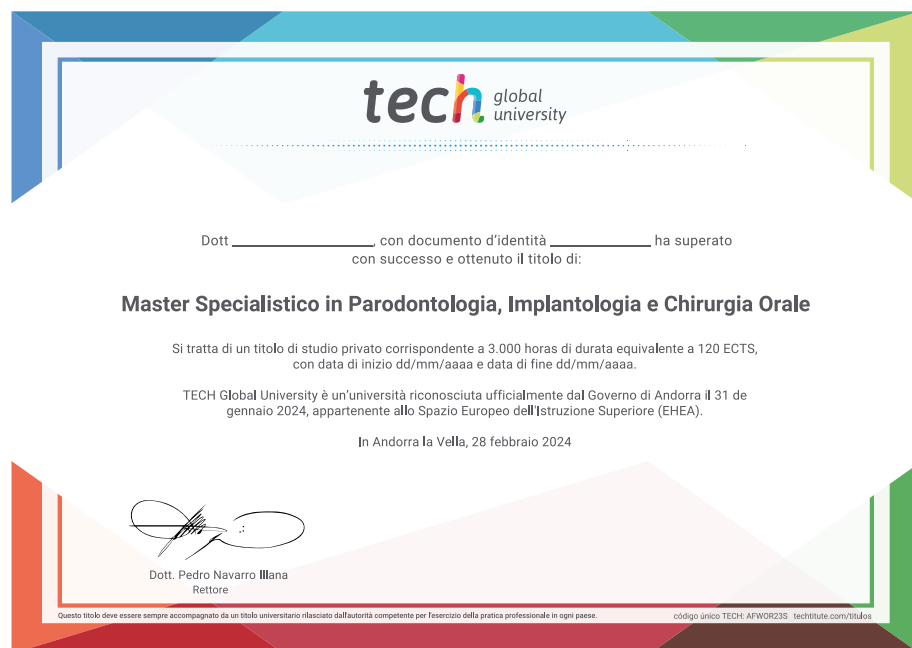 tech global university
Dott ____________, con documento d'identità ____________ ha superato
con successo e ottenuto il titolo di:
Master Specialistico in Parodontologia, Implantologia e Chirurgia Orale
Si tratta di un titolo di studio privato corrispondente a 3.000 horas di durata equivalente a 120 ECTS,
con data di inizio dd/mm/aaaa e data di fine dd/mm/aaaa.
TECH Global University è un'università riconosciuta ufficialmente dal Governo di Andorra il 31 de
gennaio 2024, appartenente allo Spazio Europeo dell'Istruzione Superiore (EHEA).
In Andorra la Vella, 28 febbraio 2024
Dott. Pedro Navarro Illana
Rettore
Questo titolo deve essere sempre accompagnato da un titolo universitario rilasciato dall'autorità competente per l'esercizio della pratica professionale in ogni paese.
código único TECH: AFWOR23S techtitute.com/titulos